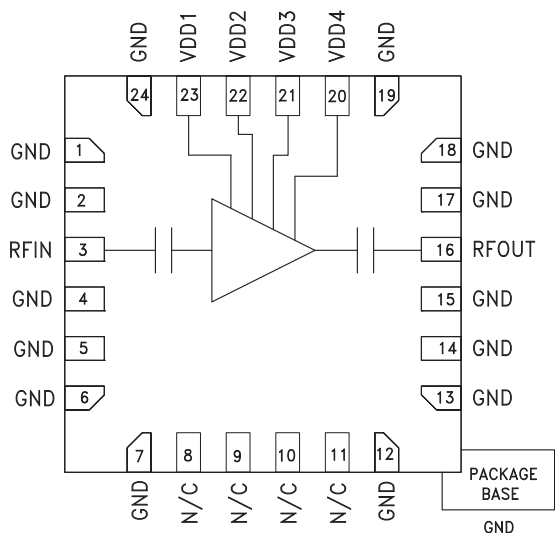 GND
VDD1
VDD2
VDD3
VDD4
GND
24
23
22
21
20
19
GND 1
18 GND
GND 2
17 GND
RFIN 3
16 RFOUT
GND 4
15 GND
GND 5
14 GND
GND 6
13 GND
7
8
9
10
11
12
GND
N/C
N/C
N/C
N/C
GND
PACKAGE
BASE
GND